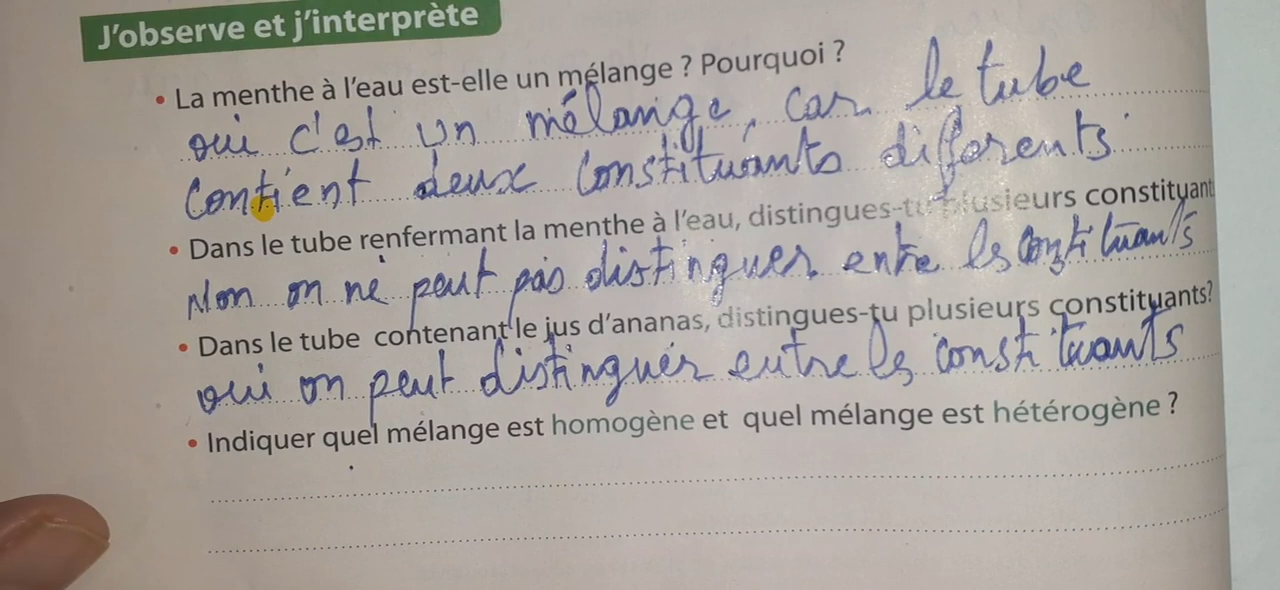 J'observe et j'interprète
• La menthe à l'eau est-elle un mélange ? Pourquoi ?
oui c'est un mélange, car le tube
contient deux constituants diferents.
• Dans le tube renfermant la menthe à l'eau, distingues-tu plusieurs constituant
Non on ne peut pas distinguer entre les contituants
• Dans le tube contenant le jus d'ananas, distingues-tu plusieurs constituants?
oui on peut distinguer entre les constituants
• Indiquer quel mélange est homogène et quel mélange est hétérogène ?